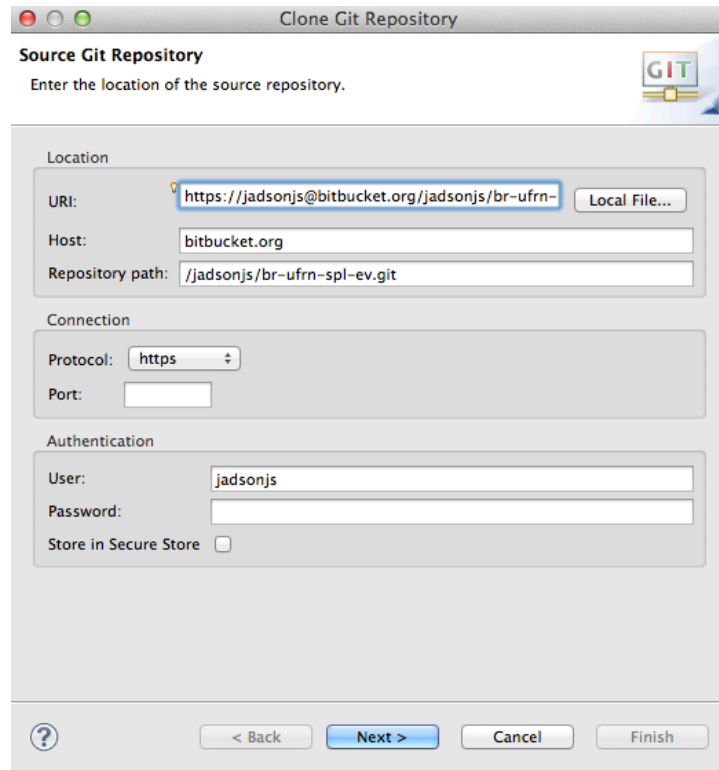 Clone Git Repository
Source Git Repository
Enter the location of the source repository.
GIT
Location
URI: https://jadsonjs@bitbucket.org/jadsonjs/br-ufrn- Local File...
Host: bitbucket.org
Repository path: /jadsonjs/br-ufrn-spl-ev.git
Connection
Protocol: https
Port:
Authentication
User: jadsonjs
Password:
Store in Secure Store
? < Back Next > Cancel Finish